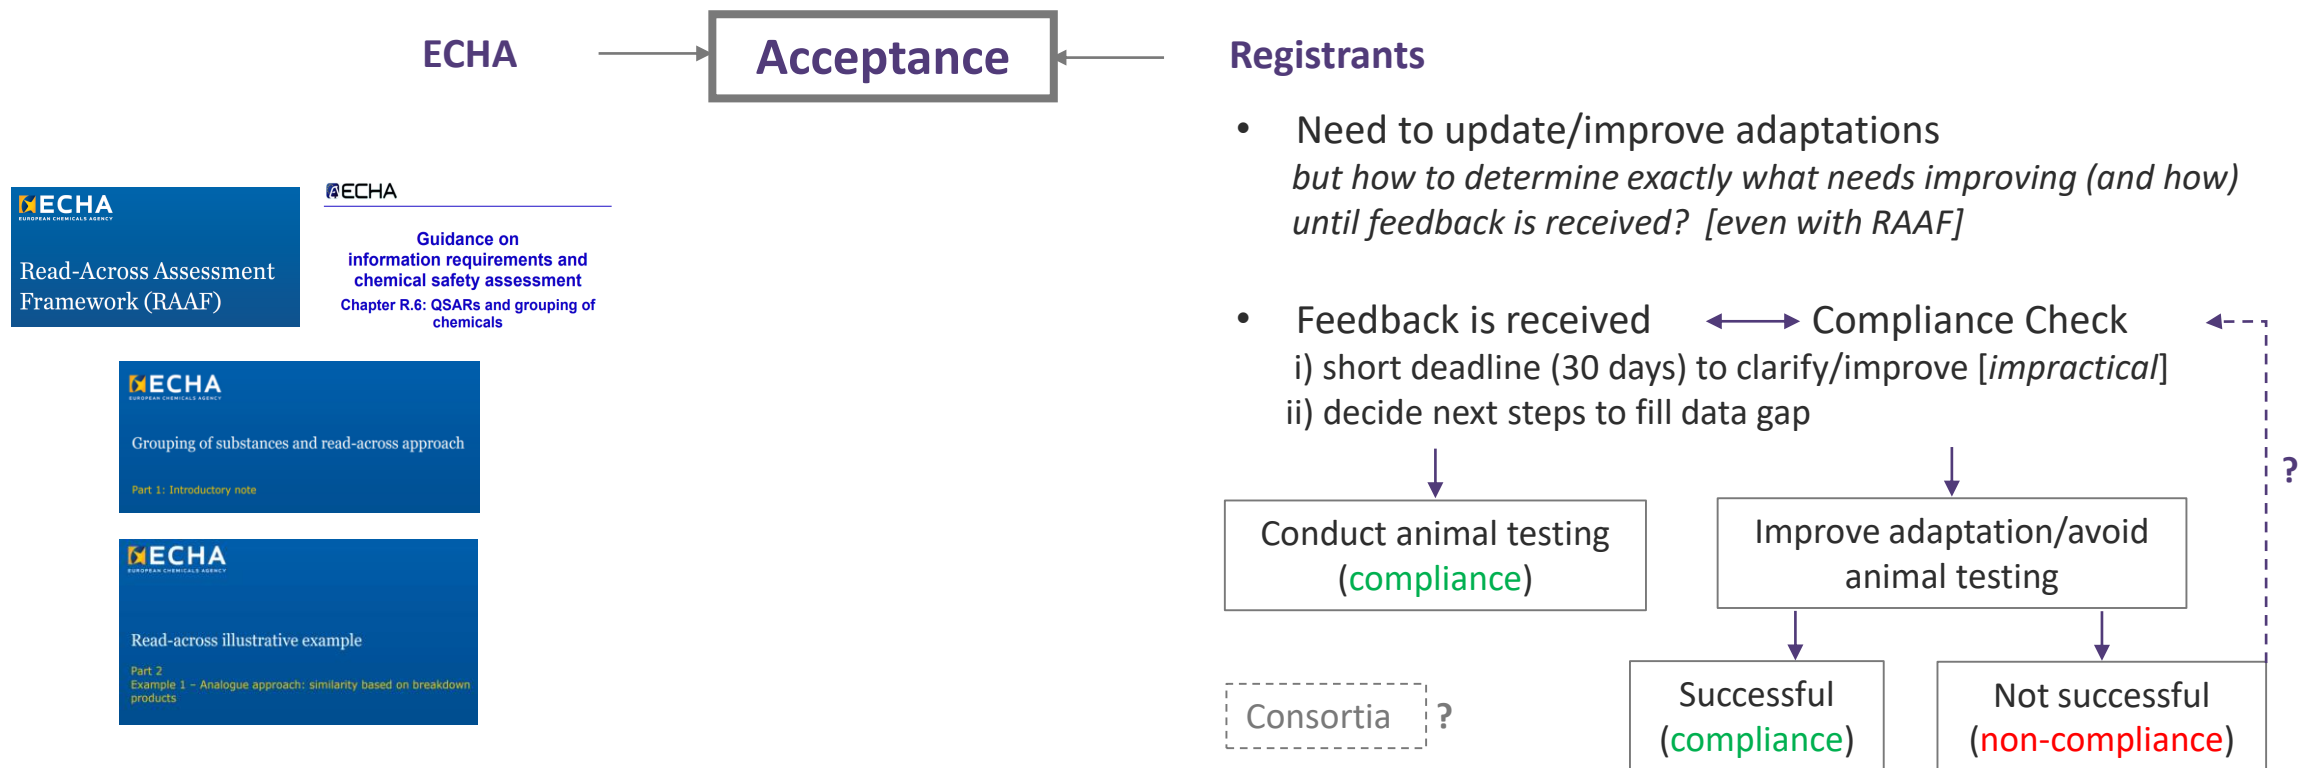 ECHA
Acceptance
Registrants
• Need to update/improve adaptations
but how to determine exactly what needs improving (and how)
until feedback is received? [even with RAAF]
• Feedback is received
Compliance Check
i) short deadline (30 days) to clarify/improve [impractical]
ii) decide next steps to fill data gap
?
Conduct animal testing
(compliance)
Improve adaptation/avoid
animal testing
Successful
(compliance)
Not successful
(non-compliance)
Consortia
?
ECHA
EUROPEAN CHEMICALS AGENCY
Read-Across Assessment
Framework (RAAF)
ECHA
Guidance on
information requirements and
chemical safety assessment
Chapter R.6: QSARs and grouping of
chemicals
ECHA
EUROPEAN CHEMICALS AGENCY
Grouping of substances and read-across approach
Part 1: Introductory note
ECHA
EUROPEAN CHEMICALS AGENCY
Read-across illustrative example
Part 2
Example 1 – Analogue approach: similarity based on breakdown
products